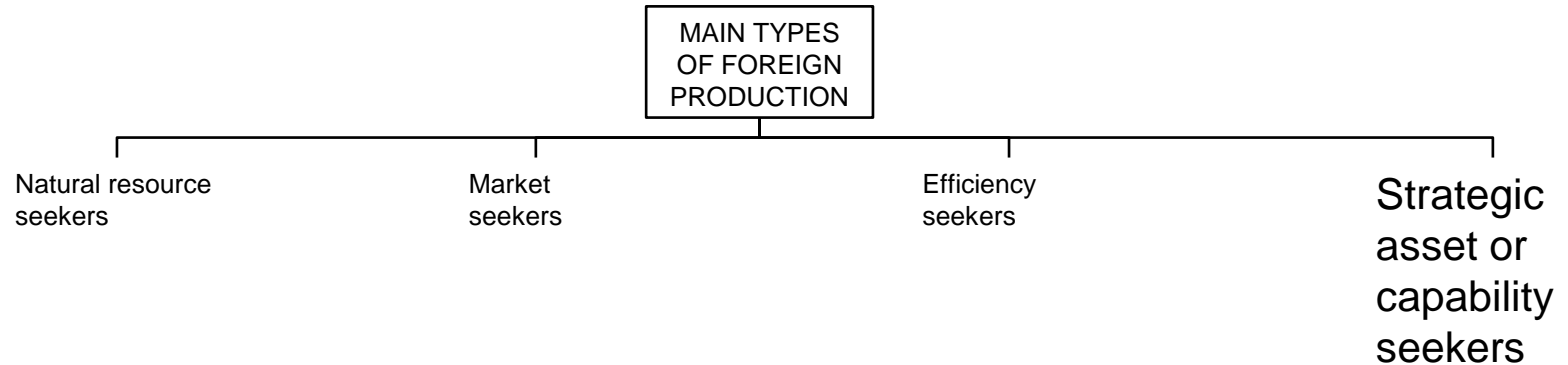 MAIN TYPES
OF FOREIGN
PRODUCTION
Natural resource
seekers
Market
seekers
Efficiency
seekers
Strategic
asset or
capability
seekers